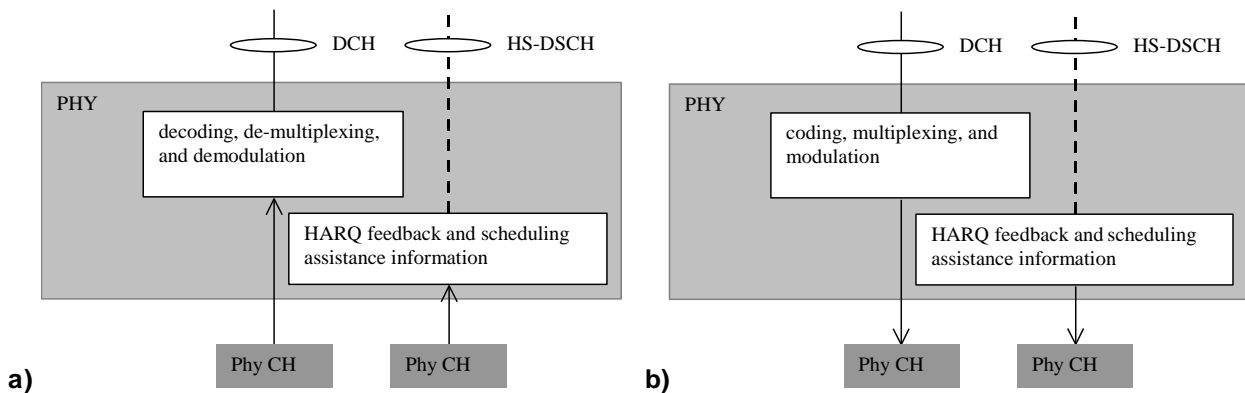 DCH
HS-DSCH
PHY
decoding, de-multiplexing,
and demodulation
HARQ feedback and scheduling
assistance information
Phy CH
Phy CH
a)
DCH
HS-DSCH
PHY
coding, multiplexing, and
modulation
HARQ feedback and scheduling
assistance information
Phy CH
Phy CH
b)